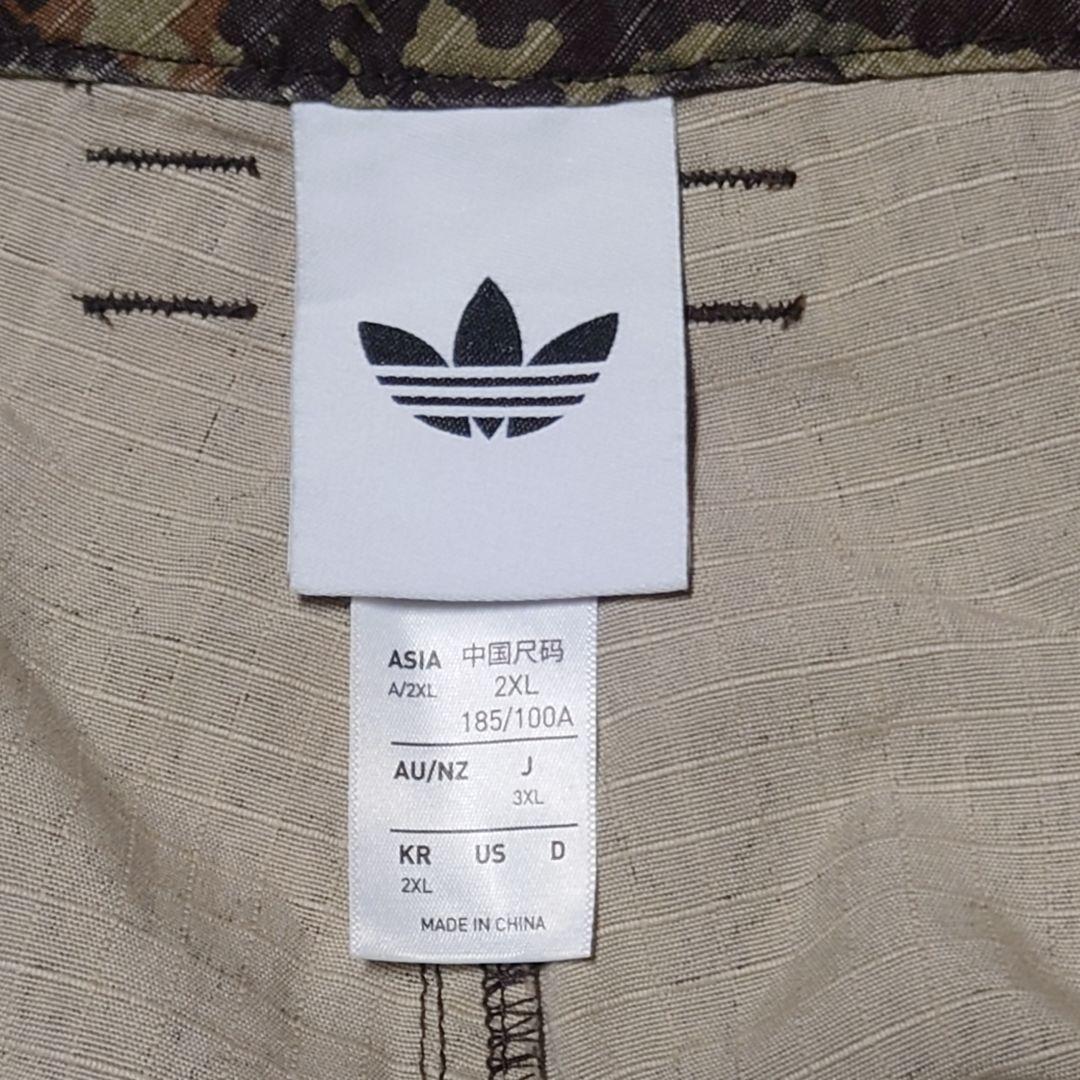 ASIA 中国尺码
A/2XL 2XL
185/100A
AU/NZ J
3XL
KR US D
2XL
MADE IN CHINA